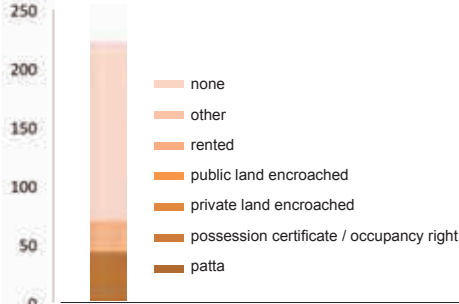 250
200
150
100
50
0
none
other
rented
public land encroached
private land encroached
possession certificate / occupancy right
patta